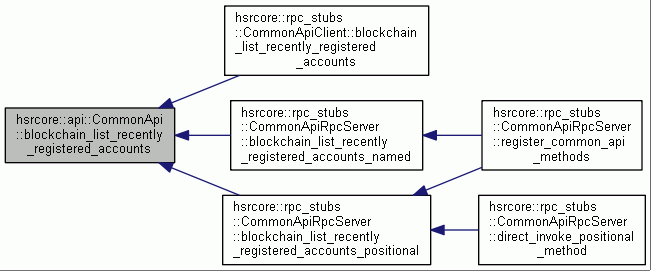 hsrcore::rpc_stubs
::CommonApiClient::blockchain
_list_recently_registered
_accounts
hsrcore::api::CommonApi
::blockchain_list_recently
_registered_accounts
hsrcore::rpc_stubs
::CommonApiRpcServer
::blockchain_list_recently
_registered_accounts_named
hsrcore::rpc_stubs
::CommonApiRpcServer
::register_common_api
_methods
hsrcore::rpc_stubs
::CommonApiRpcServer
::blockchain_list_recently
_registered_accounts_positional
hsrcore::rpc_stubs
::CommonApiRpcServer
::direct_invoke_positional
_method